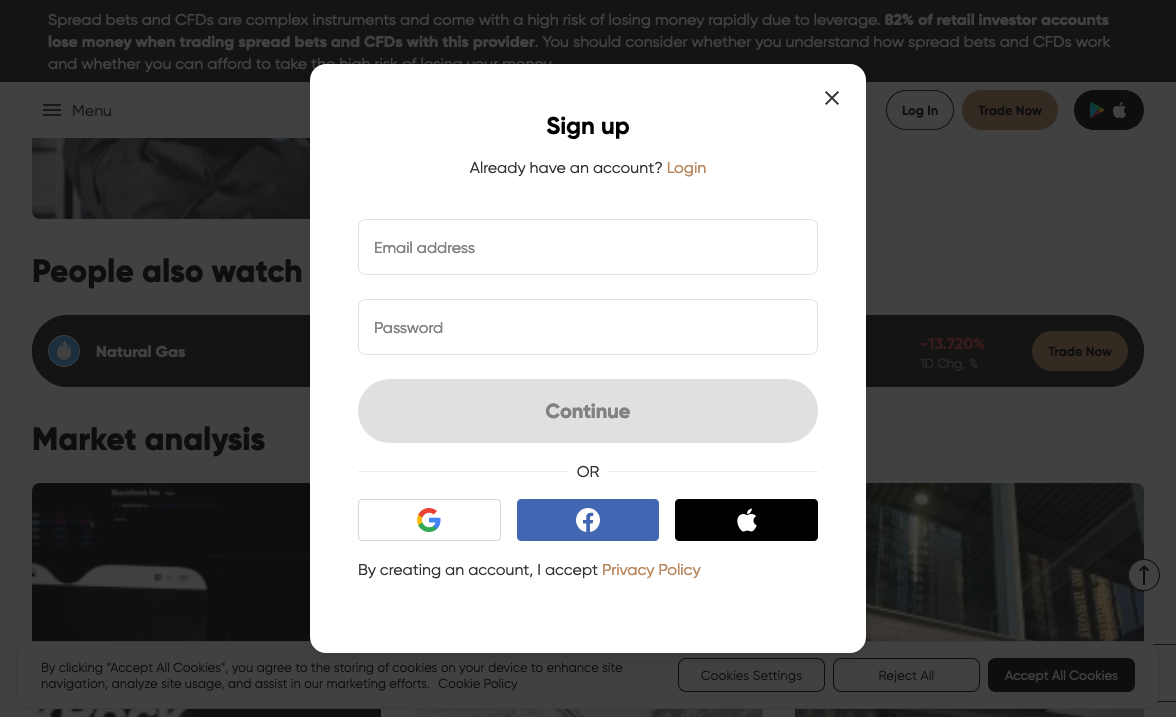 Spread bets and CFDs are complex instruments and come with a high risk of losing money rapidly due to leverage. 82% of retail investor accounts
lose money when trading spread bets and CFDs with this provider. You should consider whether you understand how spread bets and CFDs work
and whether you can afford to take the high risk of losing your money.
Menu
Log In
Trade Now
Sign up
Already have an account? Login
Email address
Password
Continue
OR
By creating an account, I accept Privacy Policy
People also watch
Natural Gas
-13.720%
1D Chg, %
Trade Now
Market analysis
By clicking “Accept All Cookies”, you agree to the storing of cookies on your device to enhance site
navigation, analyze site usage, and assist in our marketing efforts. Cookie Policy
Cookies Settings
Reject All
Accept All Cookies